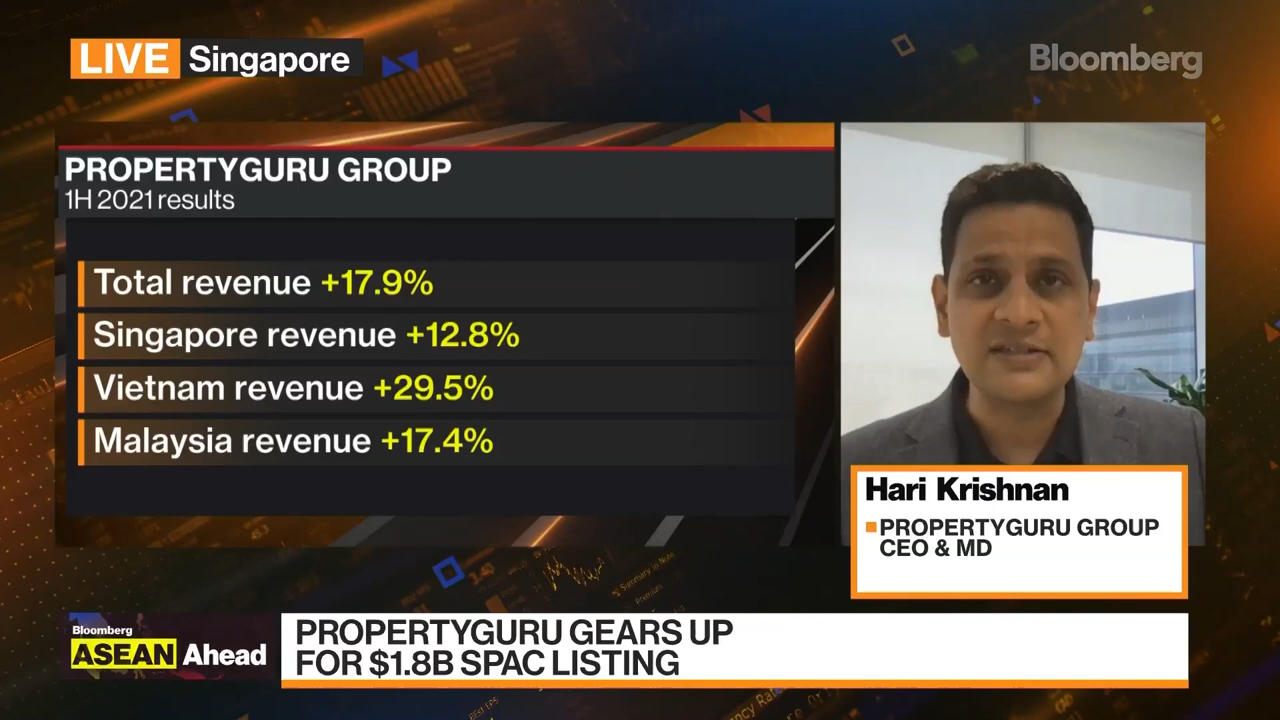 LIVE Singapore
Bloomberg
PROPERTYGURU GROUP
1H 2021 results
Total revenue +17.9%
Singapore revenue +12.8%
Vietnam revenue +29.5%
Malaysia revenue +17.4%
Hari Krishnan
PROPERTYGURU GROUP
CEO & MD
Bloomberg
ASEAN Ahead
PROPERTYGURU GEARS UP
FOR $1.8B SPAC LISTING